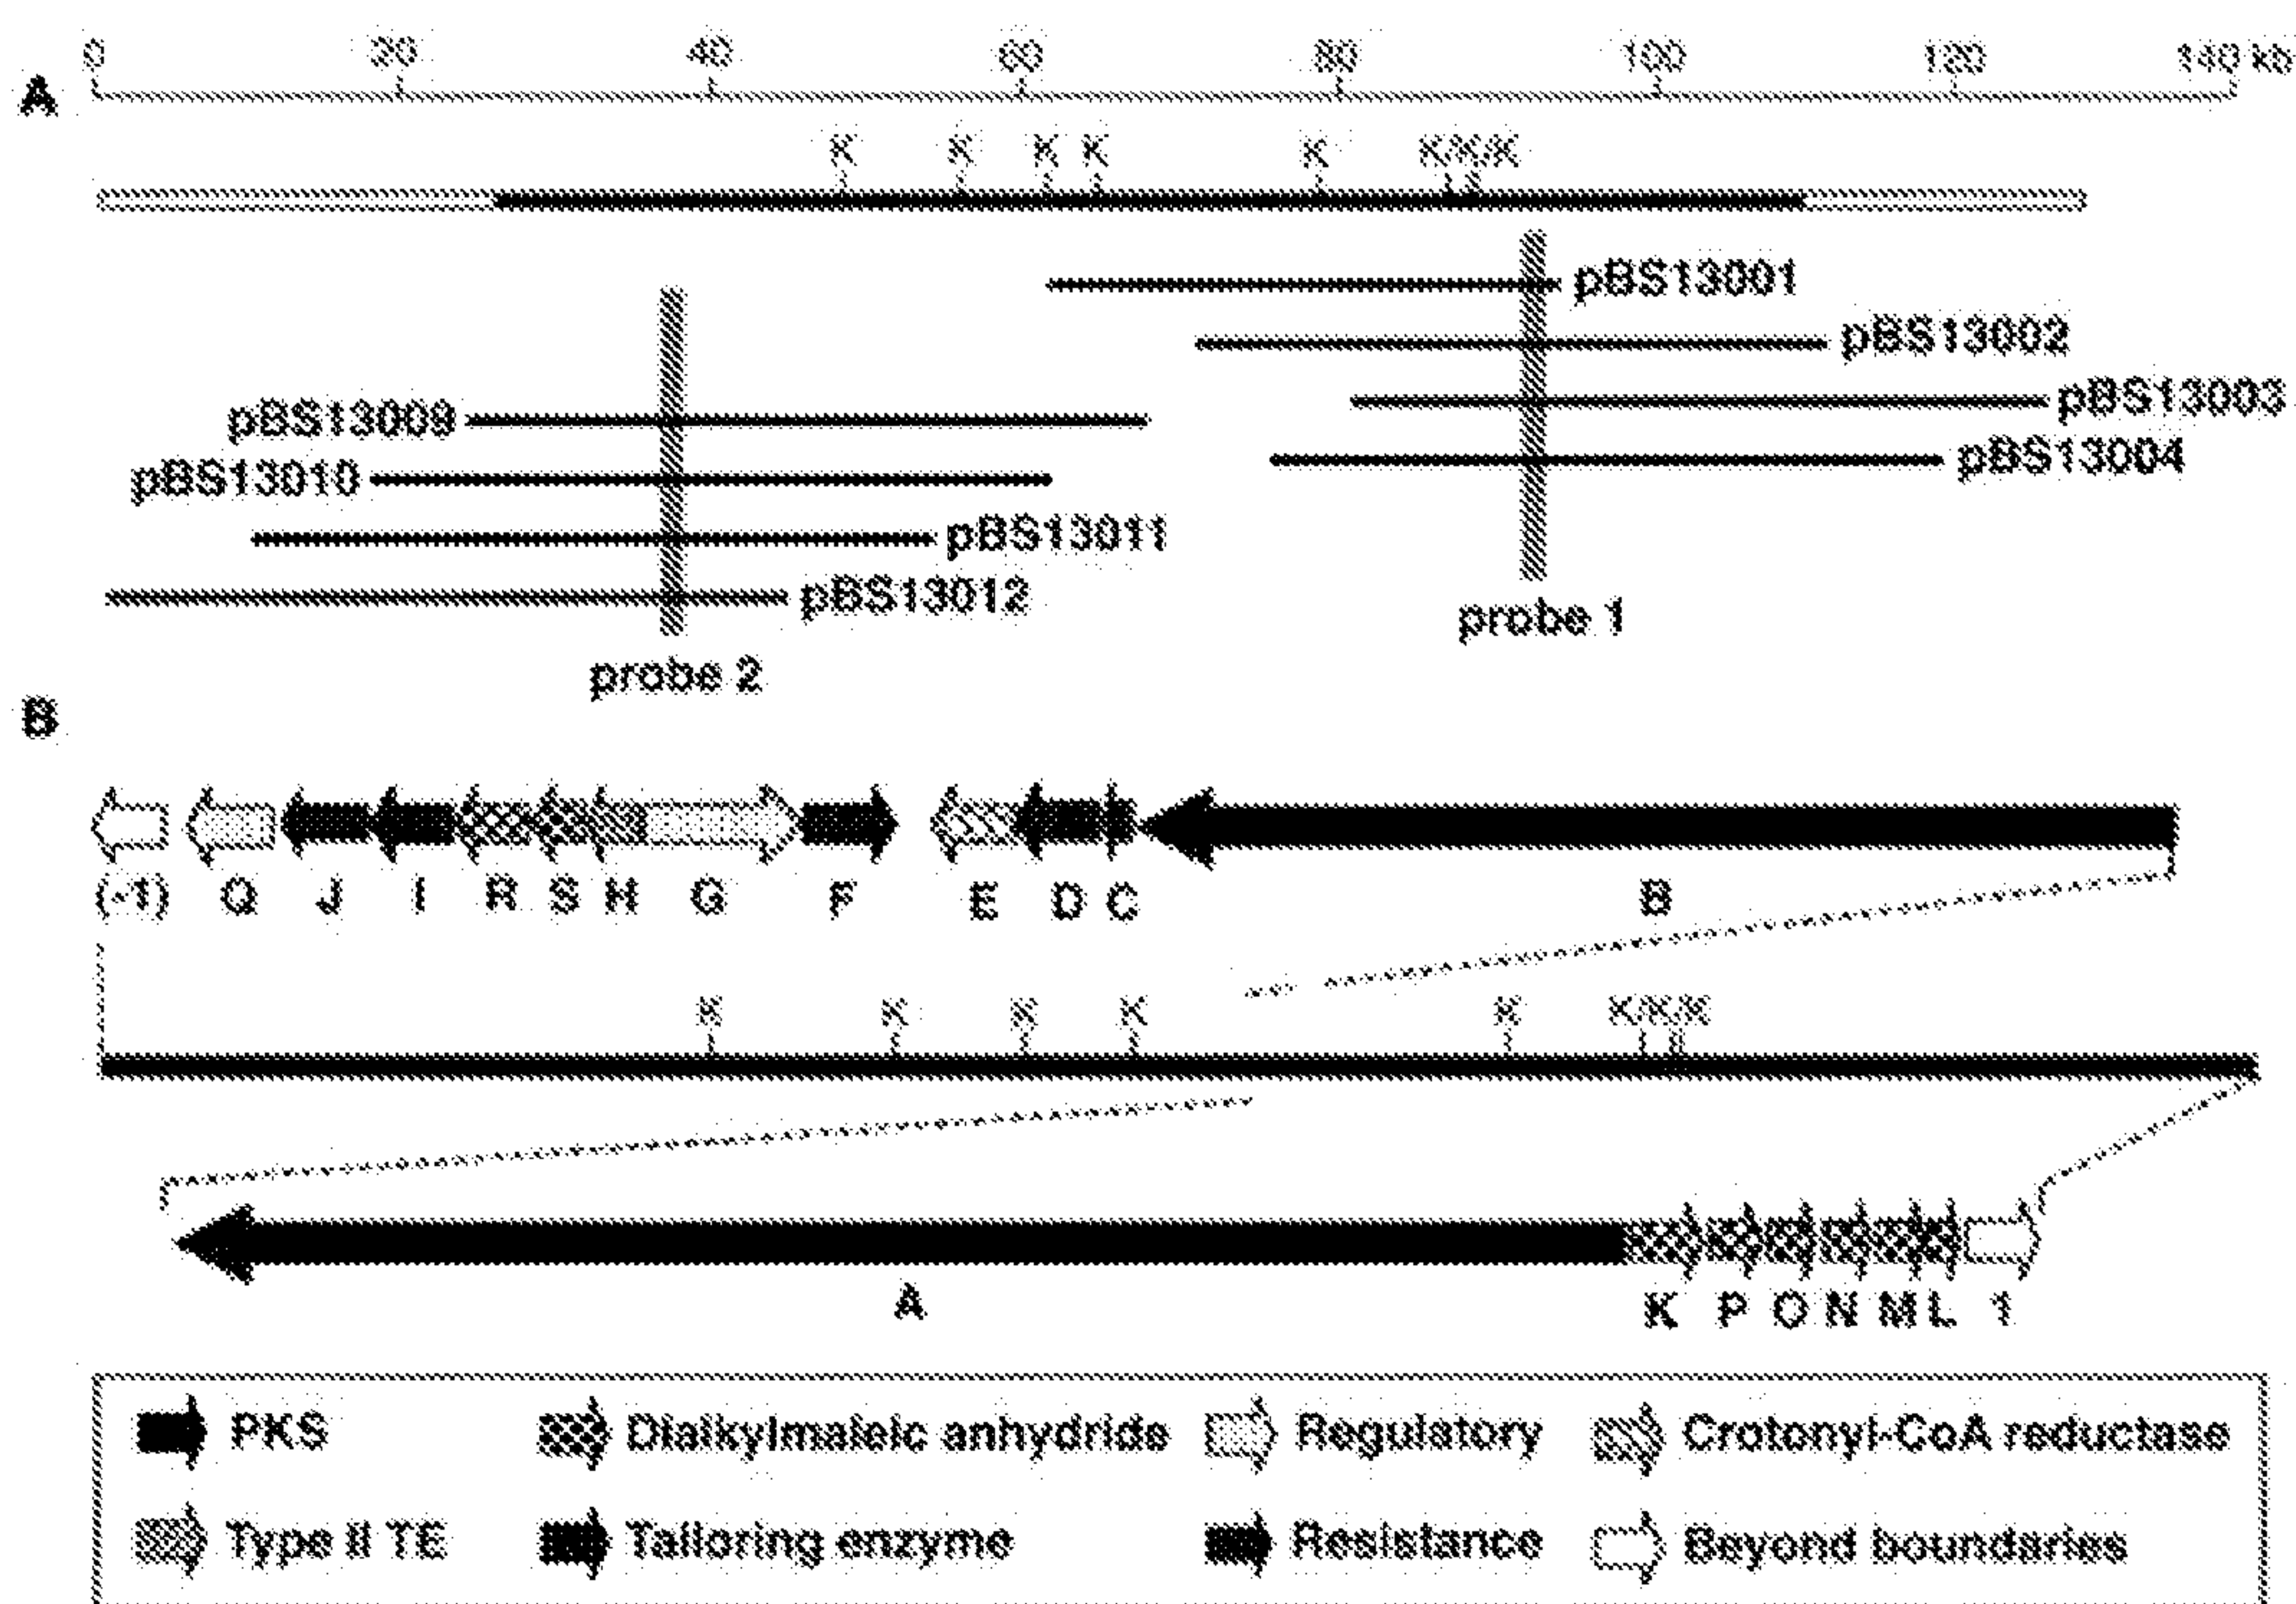 0 20 40 60 80 100 120 140 kb
A
K K K K K K/K/K
pBS13001
pBS13002
pBS13009 pBS13003
pBS13010 pBS13004
pBS13011
pBS13012
probe 1
probe 2
B
(-1) Q J I R S H G F E D C B
K K K K K K/K/K
A K P O N M L 1
PKS Dialkylmaleic anhydride Regulatory Crotonyl-CoA reductase
Type II TE Tailoring enzyme Resistance Beyond boundaries